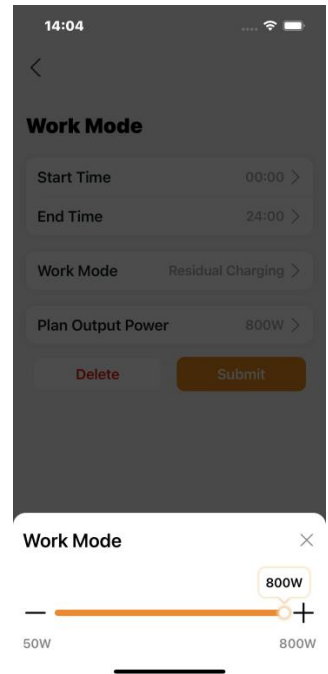 14:04
Work Mode
Start Time 00:00
End Time 24:00
Work Mode Residual Charging
Plan Output Power 800W
Delete Submit
Work Mode
800W
50W 800W